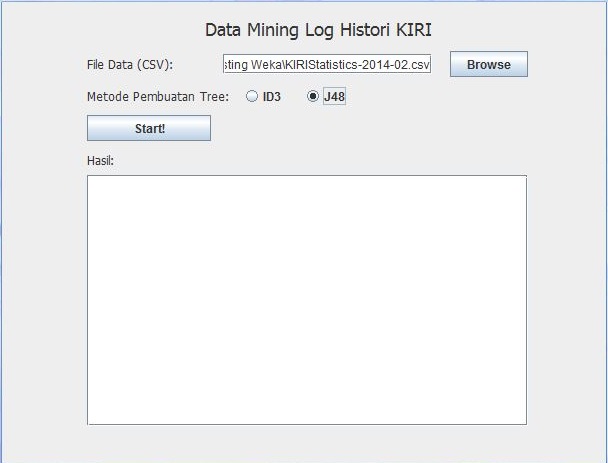 Data Mining Log Histori KIRI
File Data (CSV): sting Weka\KIRIStatistics-2014-02.csv Browse
Metode Pembuatan Tree: ID3 J48
Start!
Hasil: